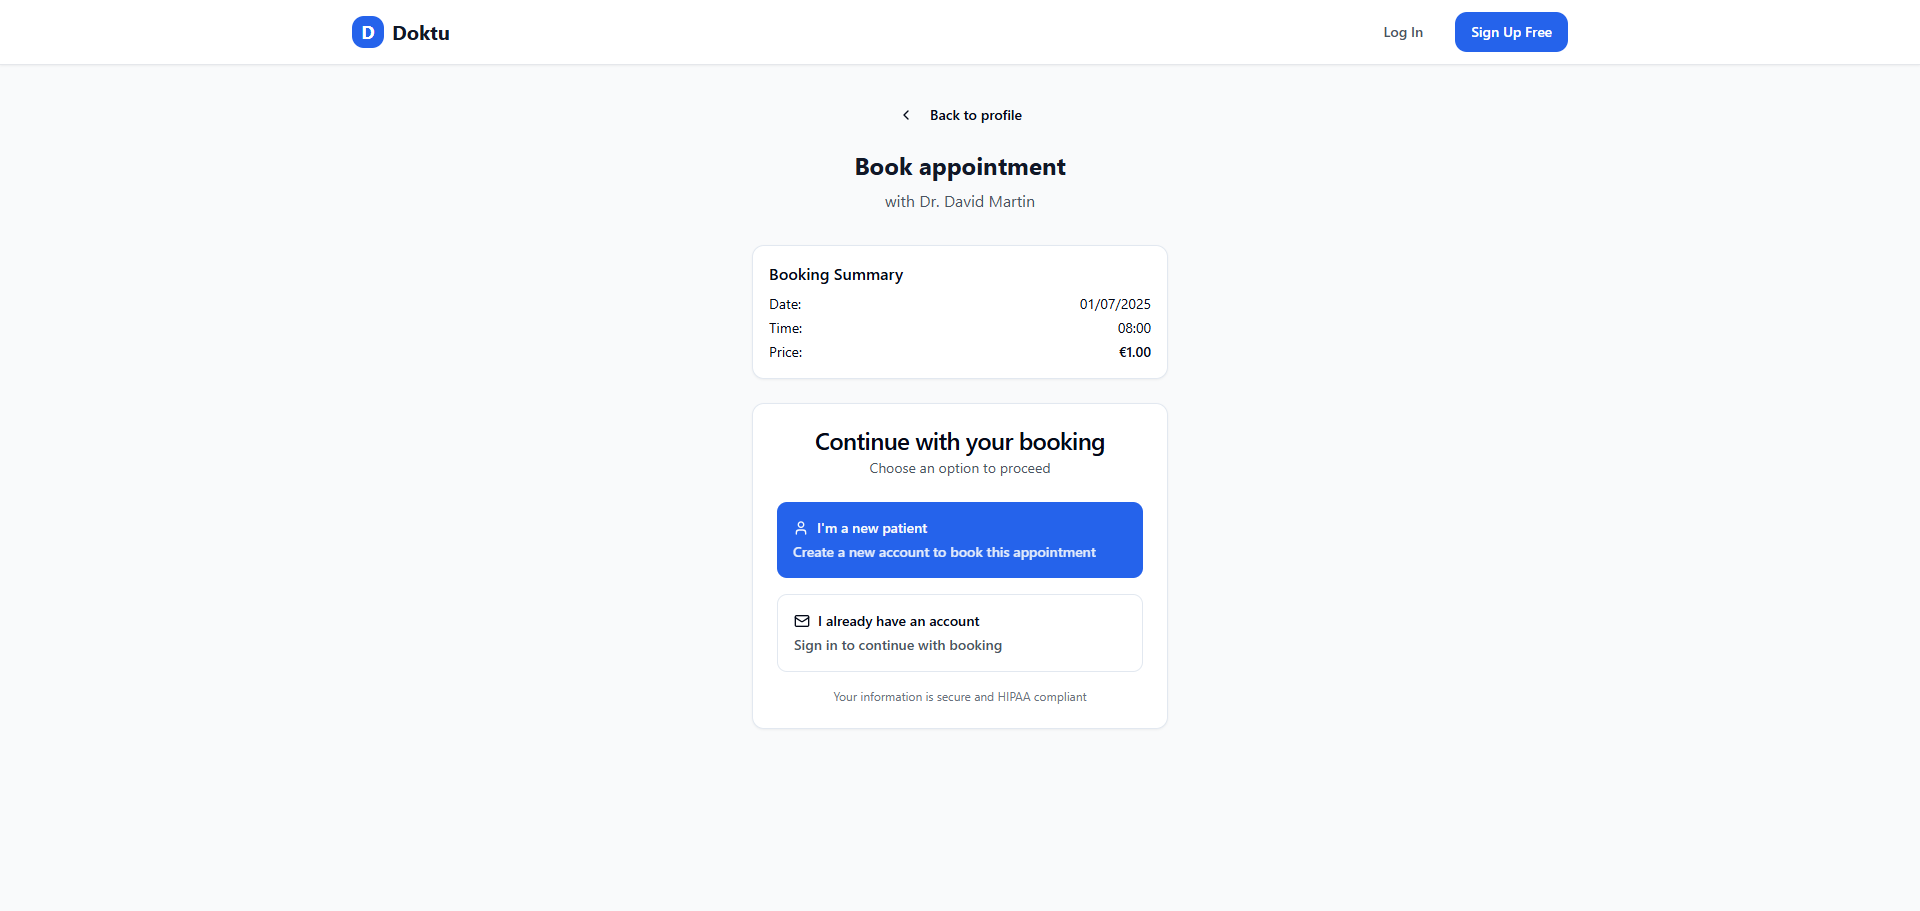 D Doktu
Log In
Sign Up Free
Back to profile
Book appointment
with Dr. David Martin
Booking Summary
Date: 01/07/2025
Time: 08:00
Price: €1.00
Continue with your booking
Choose an option to proceed
I'm a new patient
Create a new account to book this appointment
I already have an account
Sign in to continue with booking
Your information is secure and HIPAA compliant